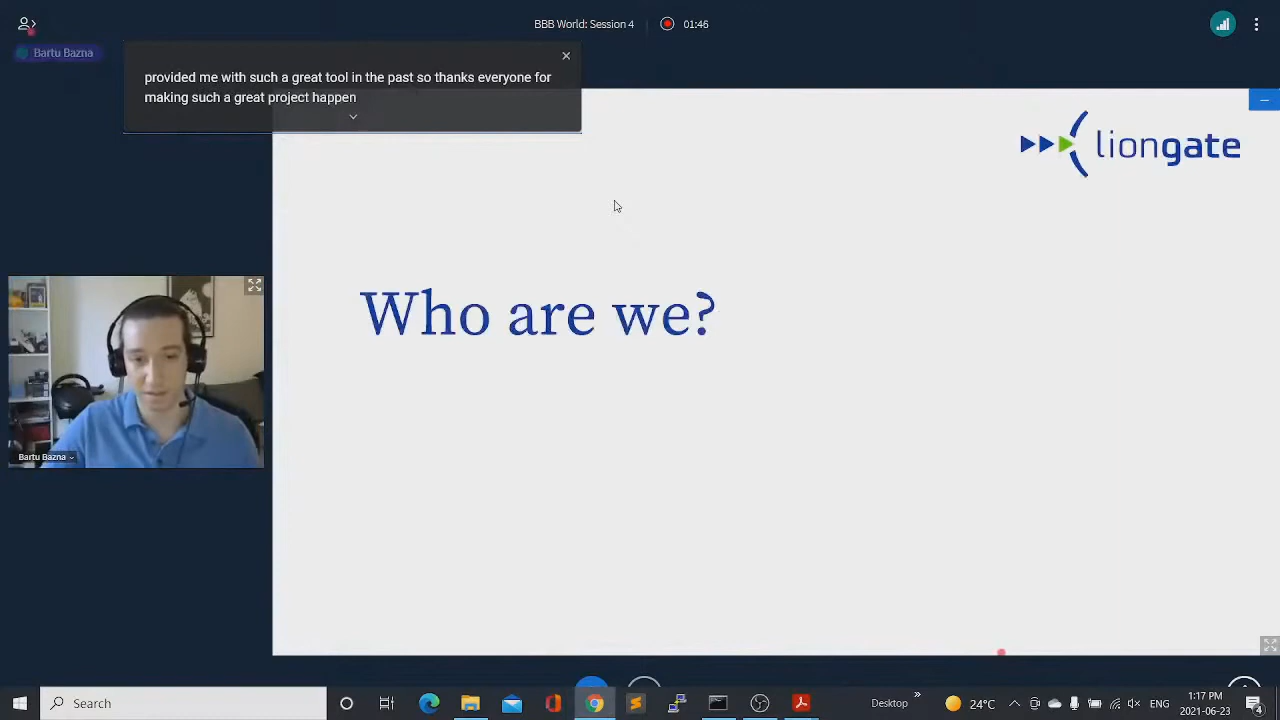 BBB World: Session 4
01:46
Bartu Bazna
provided me with such a great tool in the past so thanks everyone for
making such a great project happen
liongate
Who are we?
Bartu Bazna
Search
Desktop
24°C
ENG
1:17 PM
2021-06-23
4